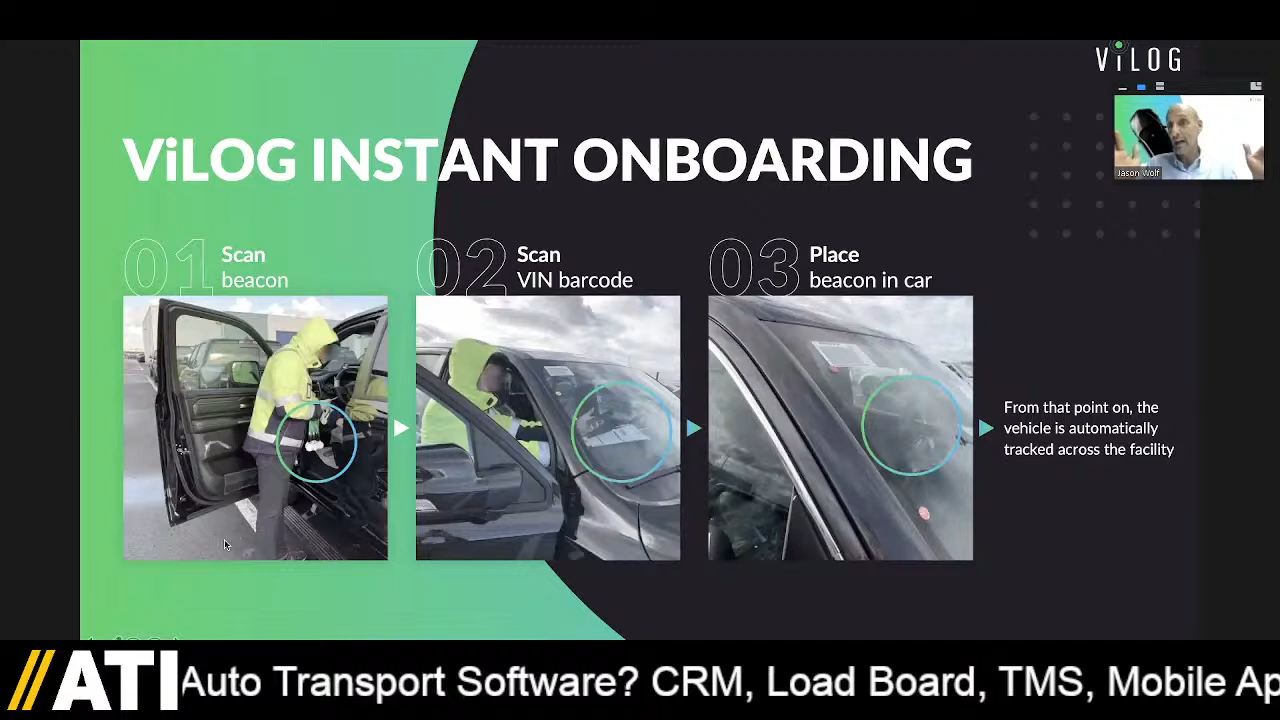 ViLOG
Jason Wolf
ViLOG INSTANT ONBOARDING
01 Scan
beacon
02 Scan
VIN barcode
03 Place
beacon in car
From that point on, the
vehicle is automatically
tracked across the facility
//ATI Auto Transport Software? CRM, Load Board, TMS, Mobile Ap